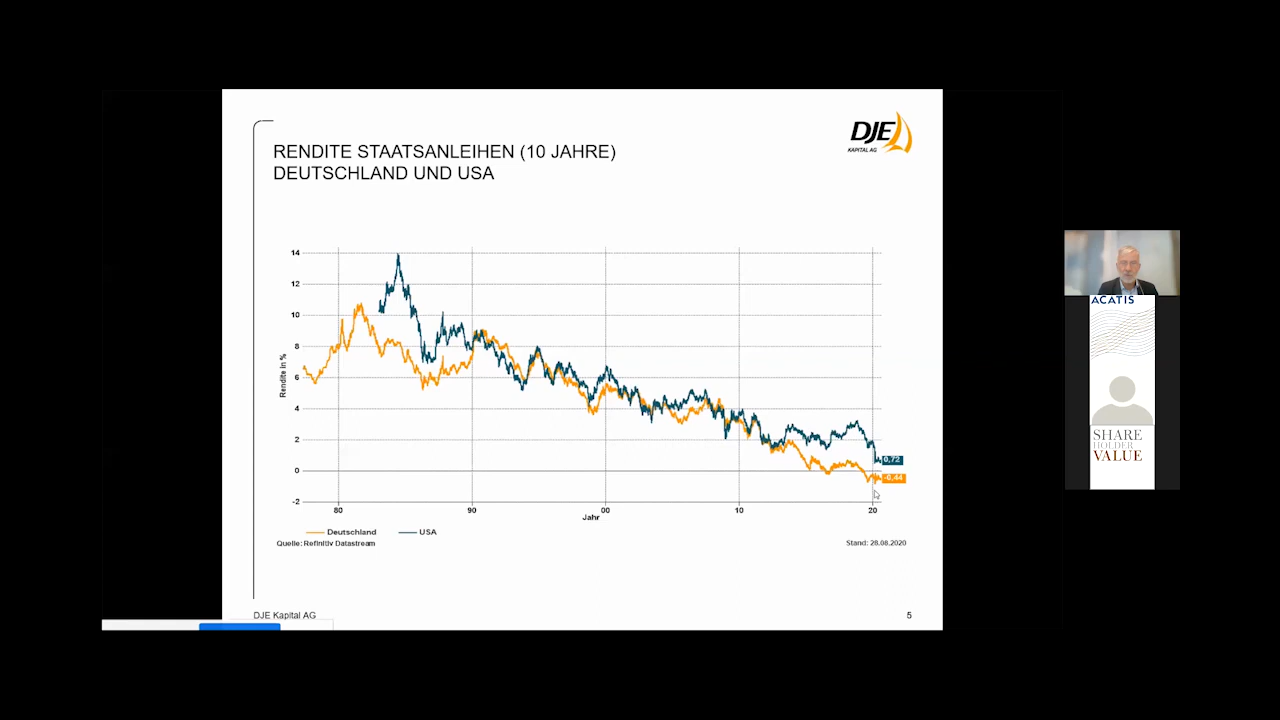 DJE
KAPITAL AG
RENDITE STAATSANLEIHEN (10 JAHRE)
DEUTSCHLAND UND USA
14
12
10
8
6
4
2
0
-2
Rendite in %
0,72
-0,44
80
90
00
10
20
Jahr
Deutschland
USA
Quelle: Refinitiv Datastream
Stand: 28.08.2020
DJE Kapital AG
5
ACATIS
SHARE
HOLDER
VALUE